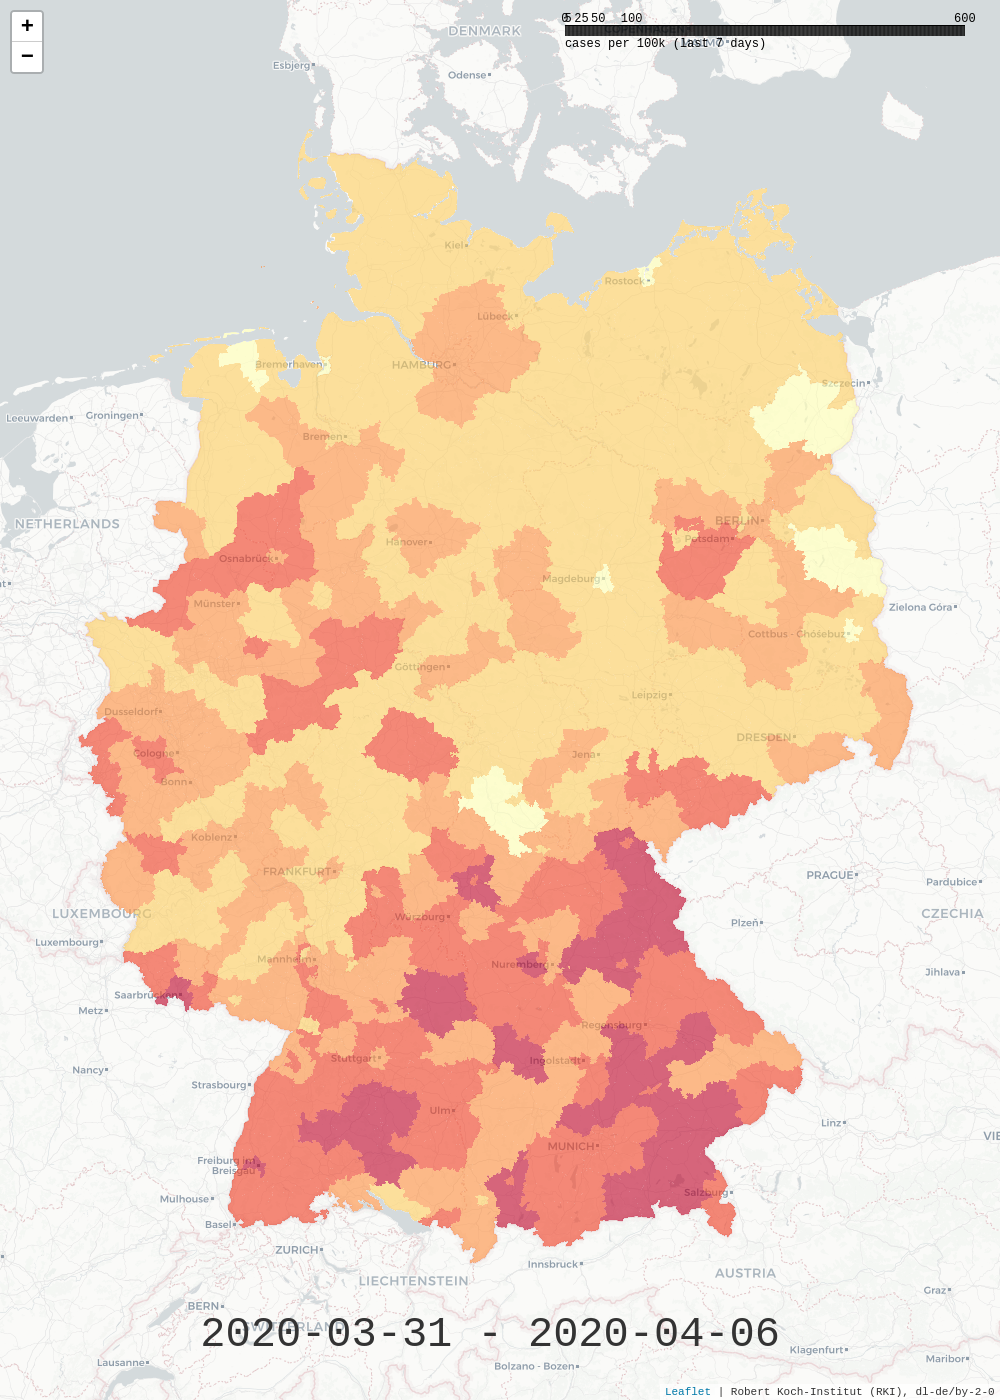 +
−
0 5 25 50 100 600
cases per 100k (last 7 days)
DENMARK
Esbjerg
Odense
Kiel
Rostock
Lübeck
Bremerhaven
HAMBURG
Szczecin
Leeuwarden
Groningen
Bremen
NETHERLANDS
BERLIN
Potsdam
Hanover
Osnabrück
Magdeburg
Münster
Zielona Góra
Cottbus - Chóśebuz
Göttingen
Leipzig
Dusseldorf
DRESDEN
Cologne
Jena
Bonn
Koblenz
FRANKFURT
PRAGUE
Pardubice
LUXEMBOURG
Würzburg
CZECHIA
Plzeň
Luxembourg
Mannheim
Nuremberg
Jihlava
Saarbrücken
Metz
Regensburg
Stuttgart
Ingolstadt
Nancy
Strasbourg
Ulm
Linz
VIE
MUNICH
Freiburg im
Breisgau
Mulhouse
Salzburg
Basel
ZURICH
Innsbruck
LIECHTENSTEIN
AUSTRIA
Graz
BERN
SWITZERLAND
2020-03-31 - 2020-04-06
Klagenfurt
Lausanne
Bolzano - Bozen
Maribor
Leaflet | Robert Koch-Institut (RKI), dl-de/by-2-0